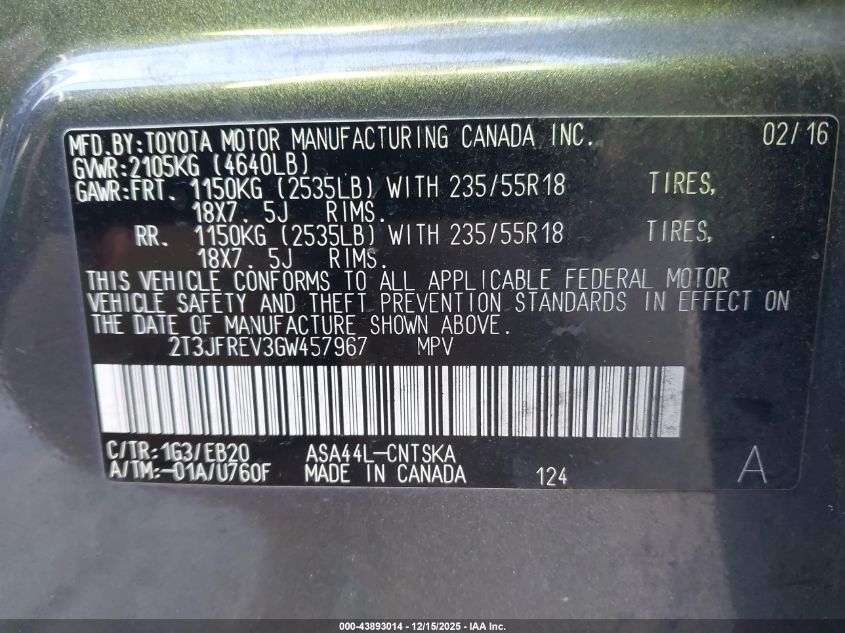 MFD.BY:TOYOTA MOTOR MANUFACTURING CANADA INC. 02/16
GVWR:2105KG (4640LB)
GAWR:FRT. 1150KG (2535LB) WITH 235/55R18 TIRES,
18X7. 5J RIMS.
RR. 1150KG (2535LB) WITH 235/55R18 TIRES,
18X7. 5J RIMS.
THIS VEHICLE CONFORMS TO ALL APPLICABLE FEDERAL MOTOR
VEHICLE SAFETY AND THEFT PREVENTION STANDARDS IN EFFECT ON
THE DATE OF MANUFACTURE SHOWN ABOVE.
2T3JFREV3GW457967 MPV
C/TR:1G3/EB20 ASA44L-CNTSKA
A/TM:-01A/U760F MADE IN CANADA 124 A
000-43893014 - 12/15/2025 - IAA Inc.